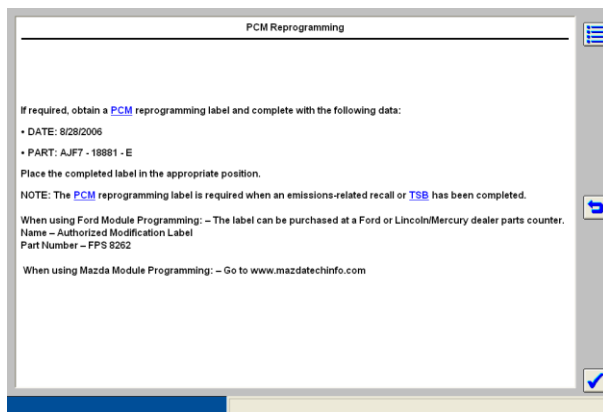 PCM Reprogramming
If required, obtain a PCM reprogramming label and complete with the following data:
• DATE: 8/28/2006
• PART: AJF7 - 18881 - E
Place the completed label in the appropriate position.
NOTE: The PCM reprogramming label is required when an emissions-related recall or TSB has been completed.
When using Ford Module Programming: – The label can be purchased at a Ford or Lincoln/Mercury dealer parts counter.
Name – Authorized Modification Label
Part Number – FPS 8262
When using Mazda Module Programming: – Go to www.mazdatechinfo.com